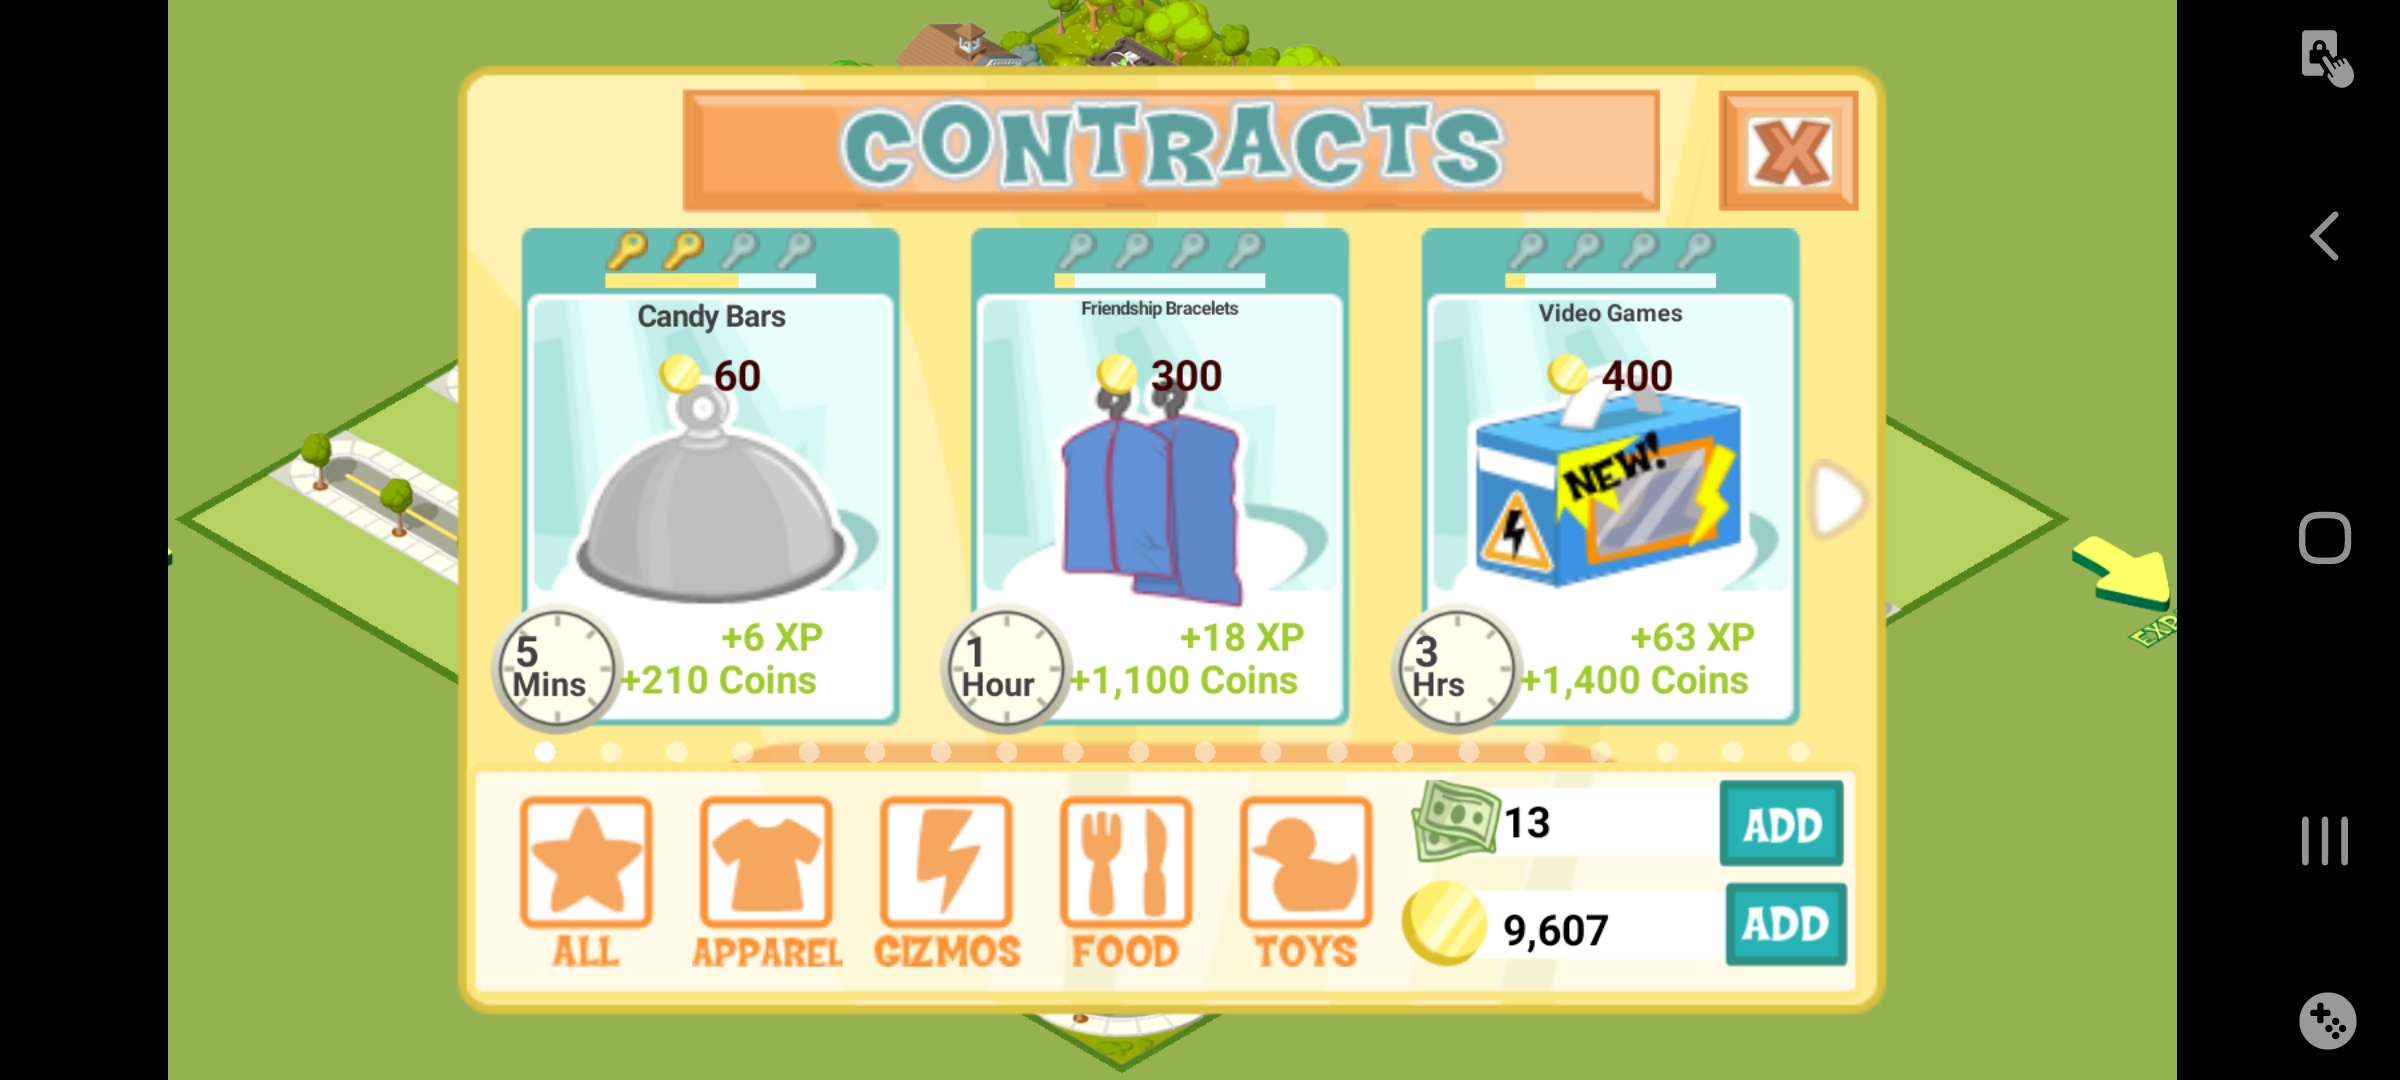 CONTRACTS
X
Candy Bars
60
5
Mins
+6 XP
+210 Coins
Friendship Bracelets
300
1
Hour
+18 XP
+1,100 Coins
Video Games
400
NEW!
3
Hrs
+63 XP
+1,400 Coins
ALL
APPAREL
GIZMOS
FOOD
TOYS
13
ADD
9,607
ADD